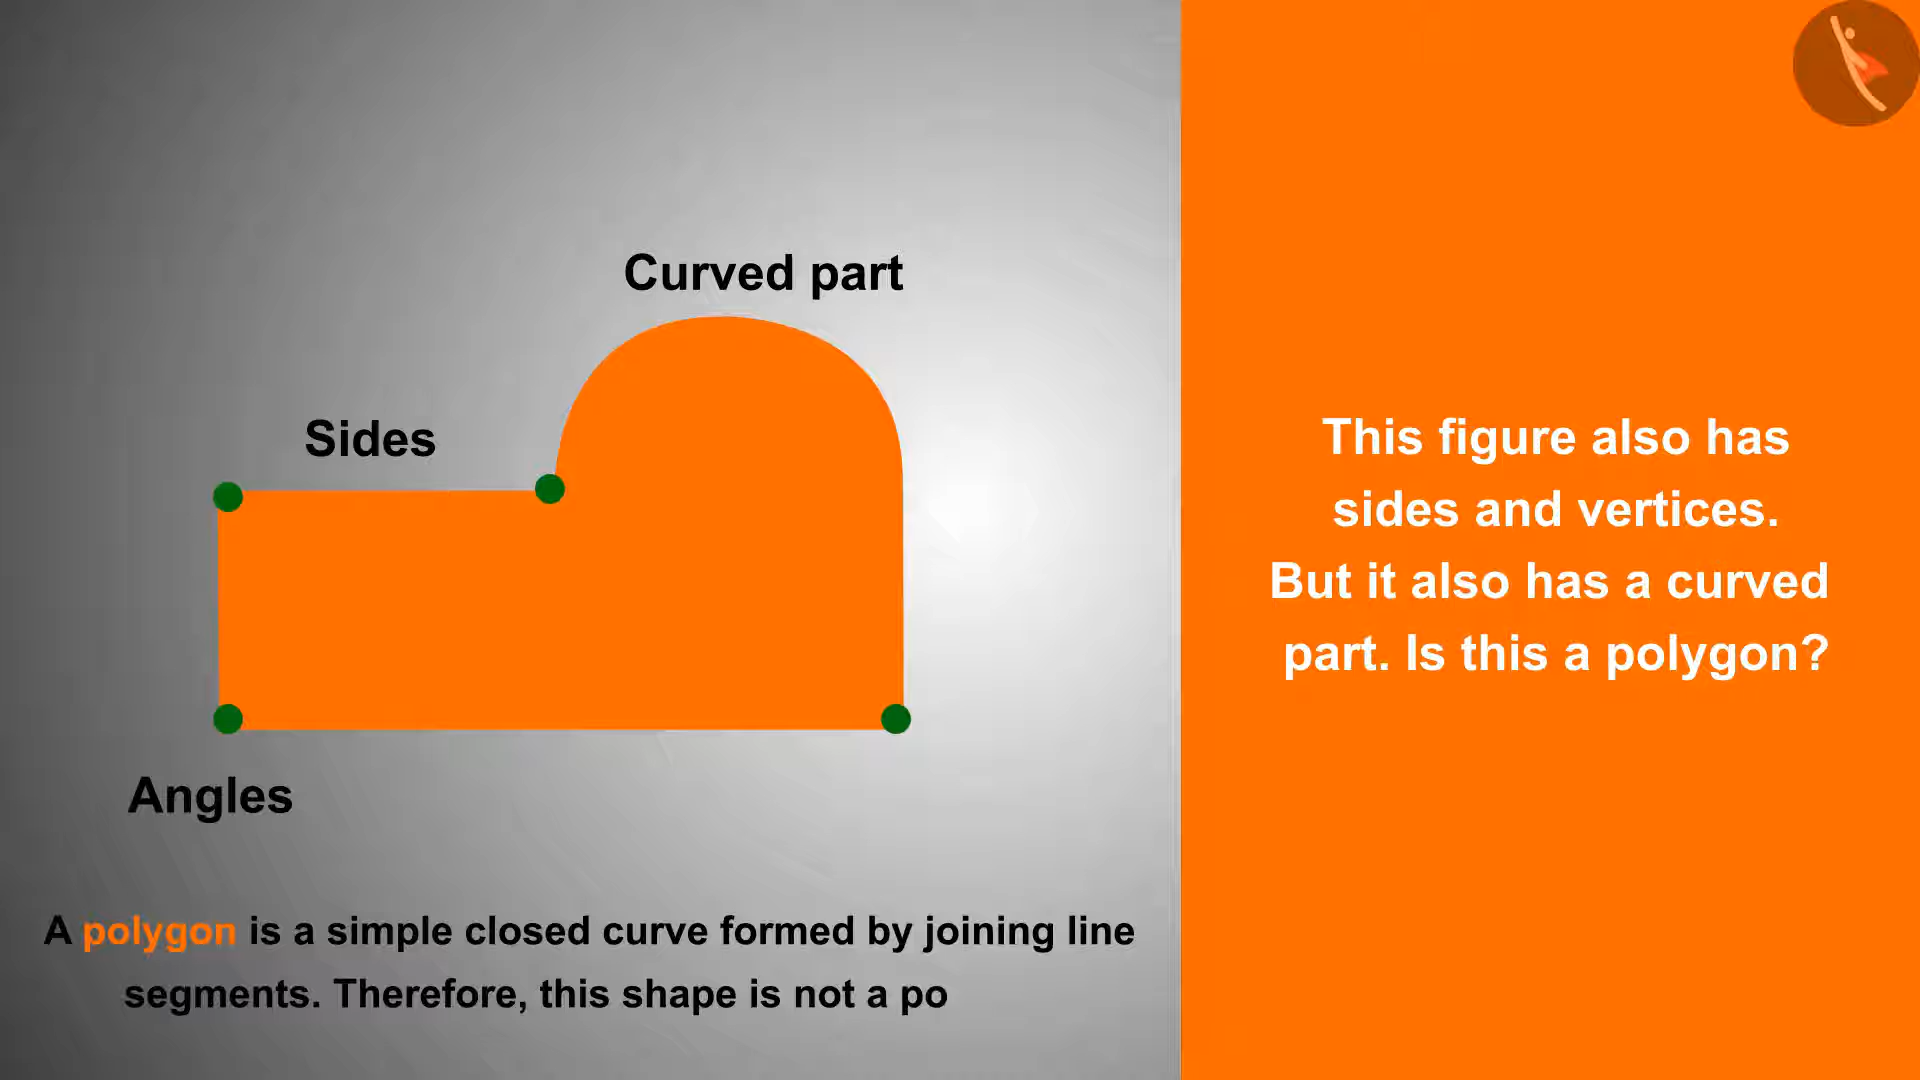 Curved part
Sides
Angles
A polygon is a simple closed curve formed by joining line
segments. Therefore, this shape is not a po
This figure also has
sides and vertices.
But it also has a curved
part. Is this a polygon?